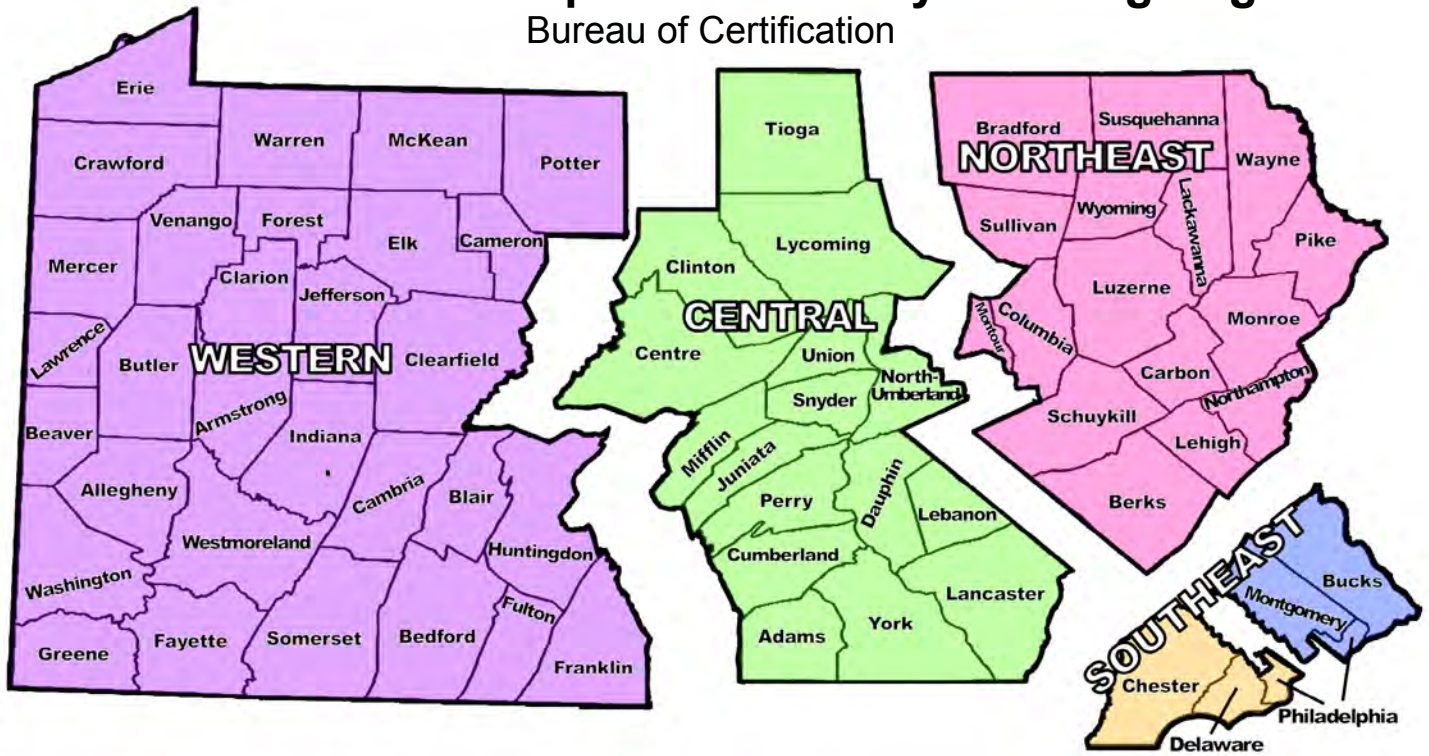 Bureau of Certification
Erie
Crawford
Warren
McKean
Potter
Venango
Forest
Elk
Cameron
Mercer
Clarion
Jefferson
Lawrence
Butler
WESTERN
Clearfield
Armstrong
Beaver
Indiana
Allegheny
Cambria
Blair
Westmoreland
Huntingdon
Washington
Fulton
Greene
Fayette
Somerset
Bedford
Franklin
Tioga
Lycoming
Clinton
CENTRAL
Centre
Union
North-
Umberland
Snyder
Mifflin
Juniata
Perry
Dauphin
Lebanon
Cumberland
Lancaster
Adams
York
Bradford
Susquehanna
NORTHEAST
Wayne
Wyoming
Lackawanna
Sullivan
Pike
Luzerne
Montour
Columbia
Monroe
Carbon
Northampton
Schuykill
Lehigh
Berks
SOUTHEAST
Bucks
Montgomery
Chester
Philadelphia
Delaware